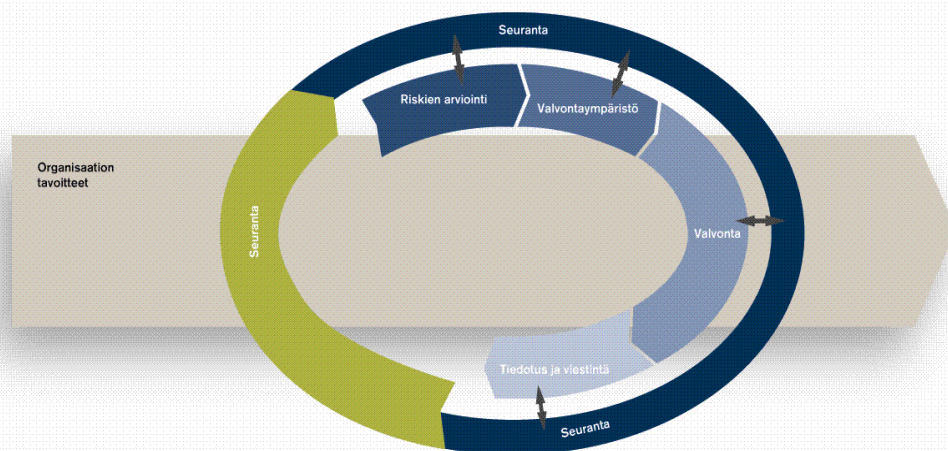 Seuranta
Riskien arviointi
Valvontaympäristö
Organisaation
tavoitteet
Seuranta
Valvonta
Tiedotus ja viestintä
Seuranta